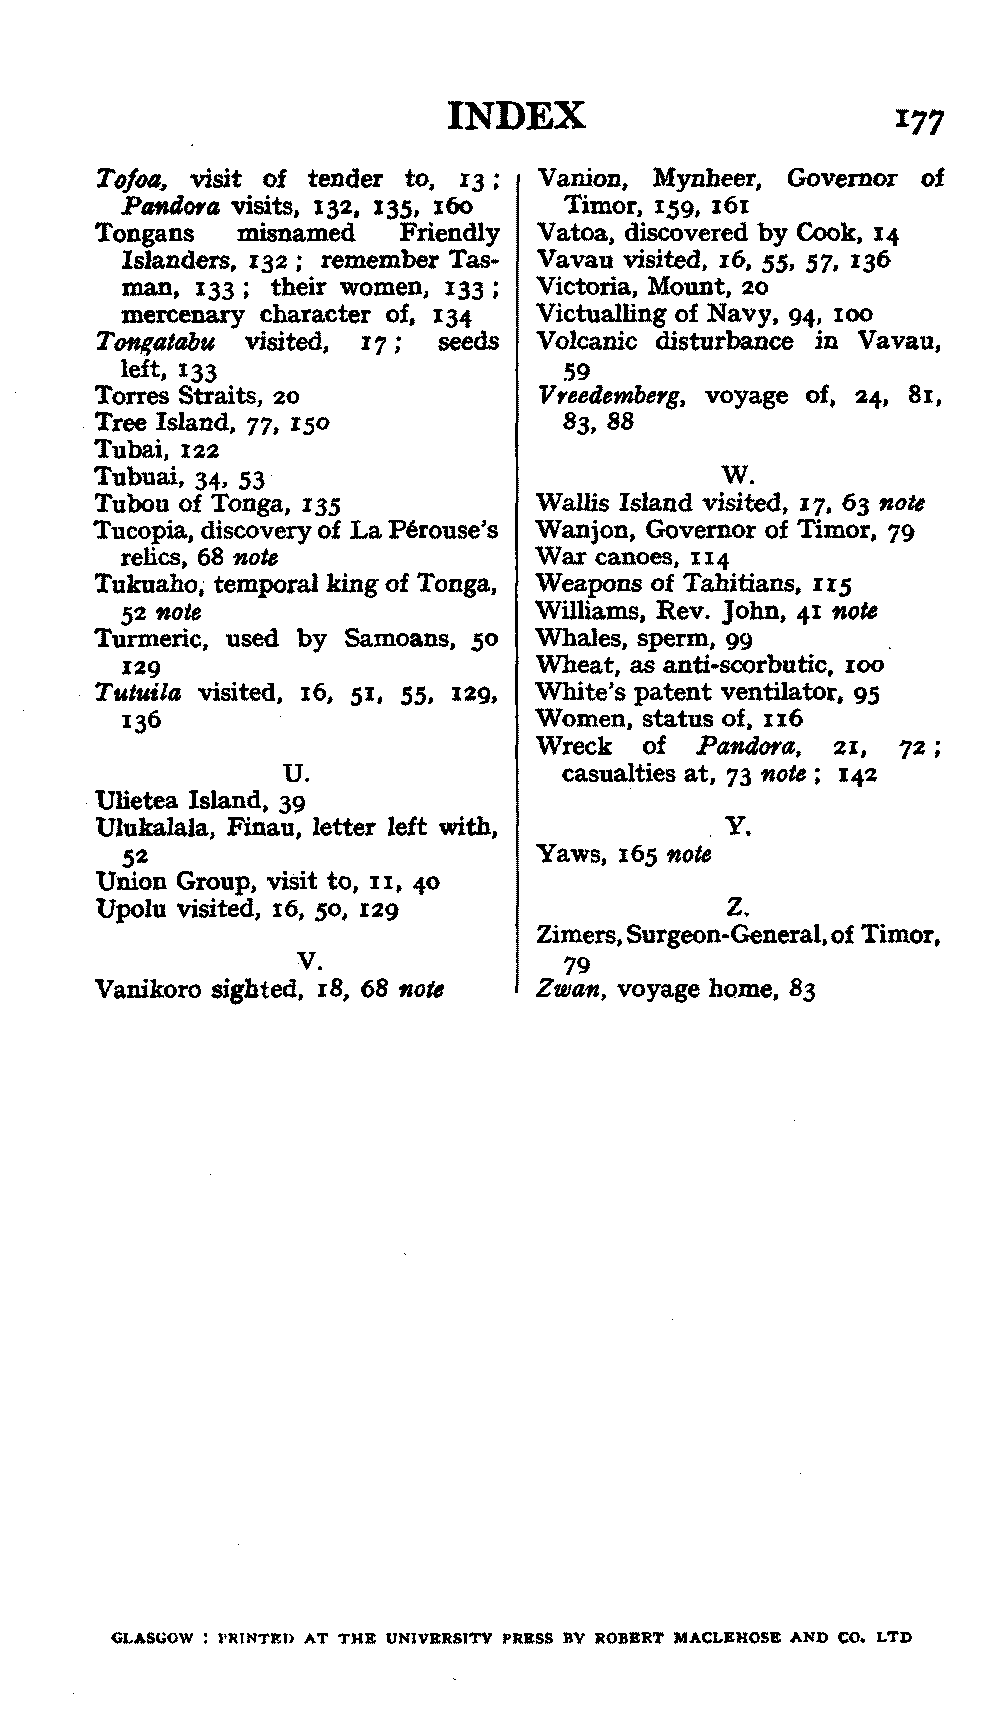 INDEX 177
Tofoa, visit of tender to, 13 ;
Pandora visits, 132, 135, 160
Tongans misnamed Friendly
Islanders, 132 ; remember Tas-
man, 133 ; their women, 133 ;
mercenary character of, 134
Tongatabu visited, 17 ; seeds
left, 133
Torres Straits, 20
Tree Island, 77, 150
Tubai, 122
Tubuai, 34, 53
Tubou of Tonga, 135
Tucopia, discovery of La Pérouse's
relics, 68 note
Tukuaho, temporal king of Tonga,
52 note
Turmeric, used by Samoans, 50
129
Tutuila visited, 16, 51, 55, 129,
136
U.
Ulietea Island, 39
Ulukalala, Finau, letter left with,
52
Union Group, visit to, 11, 40
Upolu visited, 16, 50, 129
V.
Vanikoro sighted, 18, 68 note
Vanion, Mynheer, Governor of
Timor, 159, 161
Vatoa, discovered by Cook, 14
Vavau visited, 16, 55, 57, 136
Victoria, Mount, 20
Victualling of Navy, 94, 100
Volcanic disturbance in Vavau,
59
Vreedemberg, voyage of, 24, 81,
83, 88
W.
Wallis Island visited, 17, 63 note
Wanjon, Governor of Timor, 79
War canoes, 114
Weapons of Tahitians, 115
Williams, Rev. John, 41 note
Whales, sperm, 99
Wheat, as anti-scorbutic, 100
White's patent ventilator, 95
Women, status of, 116
Wreck of Pandora, 21, 72 ;
casualties at, 73 note ; 142
Y.
Yaws, 165 note
Z.
Zimers, Surgeon-General, of Timor,
79
Zwan, voyage home, 83
GLASGOW : PRINTED AT THE UNIVERSITY PRESS BY ROBERT MACLEHOSE AND CO. LTD